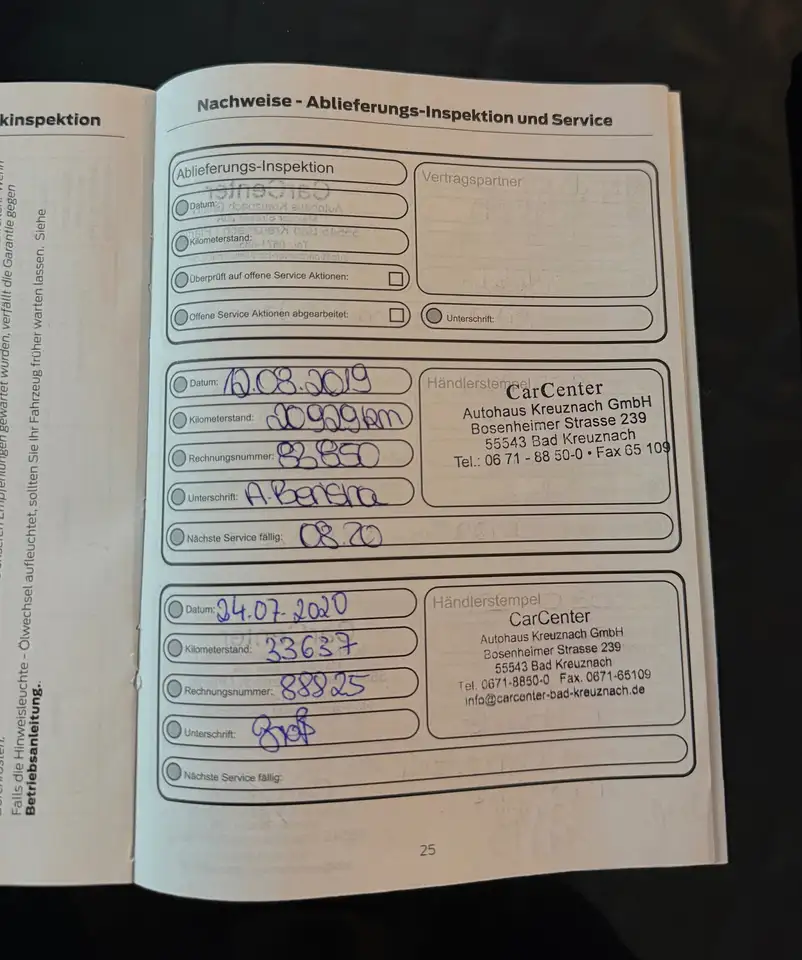 kinspektion
Falls die Hinweisleuchte - Ölwechsel aufleuchtet, sollten Sie Ihr Fahrzeug früher warten lassen. Siehe
Betriebsanleitung.
Nachweise - Ablieferungs-Inspektion und Service
Ablieferungs-Inspektion
Datum:
Kilometerstand:
Überprüft auf offene Service Aktionen:
Offene Service Aktionen abgearbeitet:
Vertragspartner
Unterschrift:
Datum: 12.08.2019
Kilometerstand: 20929 km
Rechnungsnummer: 83850
Unterschrift:
Nächste Service fällig: 08.20
Händlerstempel
CarCenter
Autohaus Kreuznach GmbH
Bosenheimer Strasse 239
55543 Bad Kreuznach
Tel.: 06 71 - 88 50-0 • Fax 65 109
Datum: 24.07.2020
Kilometerstand: 33637
Rechnungsnummer: 88825
Unterschrift: Groß
Nächste Service fällig:
Händlerstempel
CarCenter
Autohaus Kreuznach GmbH
Bosenheimer Strasse 239
55543 Bad Kreuznach
Tel. 0671-8850-0 Fax. 0671-65109
info@carcenter-bad-kreuznach.de
25